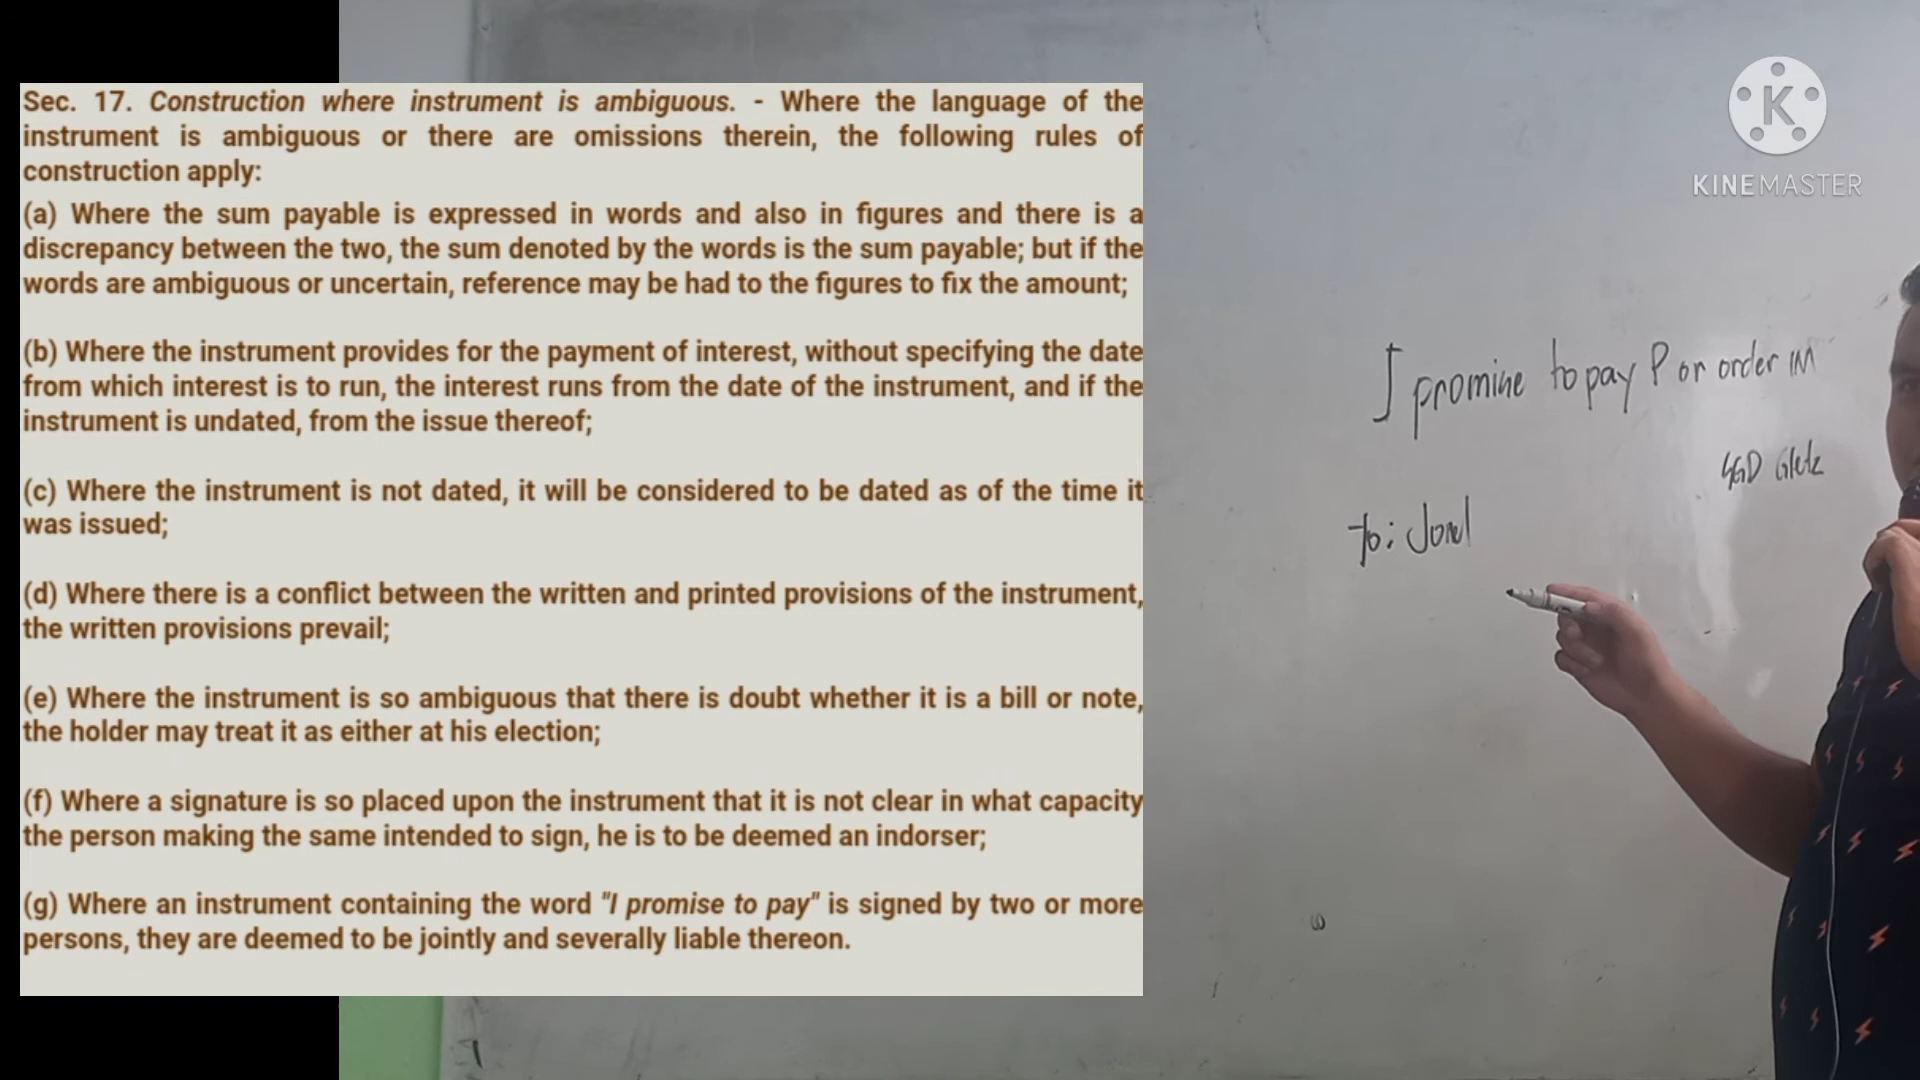 Sec. 17. Construction where instrument is ambiguous. - Where the language of the
instrument is ambiguous or there are omissions therein, the following rules of
construction apply:
(a) Where the sum payable is expressed in words and also in figures and there is a
discrepancy between the two, the sum denoted by the words is the sum payable; but if the
words are ambiguous or uncertain, reference may be had to the figures to fix the amount;
(b) Where the instrument provides for the payment of interest, without specifying the date
from which interest is to run, the interest runs from the date of the instrument, and if the
instrument is undated, from the issue thereof;
(c) Where the instrument is not dated, it will be considered to be dated as of the time it
was issued;
(d) Where there is a conflict between the written and printed provisions of the instrument,
the written provisions prevail;
(e) Where the instrument is so ambiguous that there is doubt whether it is a bill or note,
the holder may treat it as either at his election;
(f) Where a signature is so placed upon the instrument that it is not clear in what capacity
the person making the same intended to sign, he is to be deemed an indorser;
(g) Where an instrument containing the word "I promise to pay" is signed by two or more
persons, they are deemed to be jointly and severally liable thereon.
K
KINEMASTER
I promise to pay P or order 1M
SGD
to: Jorel